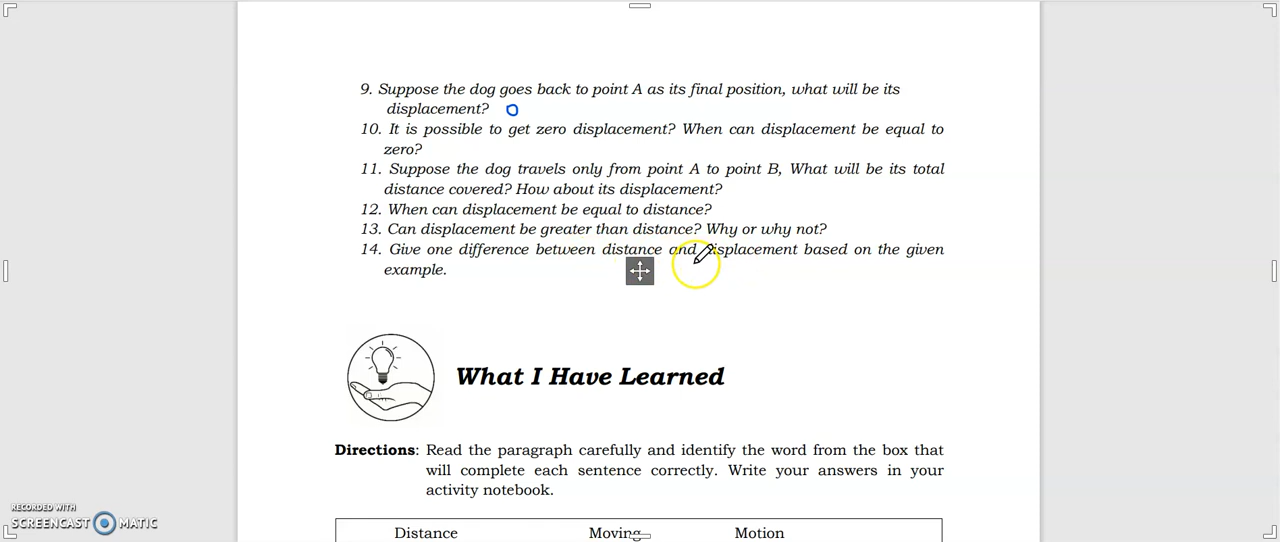 9. Suppose the dog goes back to point A as its final position, what will be its
displacement? 0
10. It is possible to get zero displacement? When can displacement be equal to
zero?
11. Suppose the dog travels only from point A to point B, What will be its total
distance covered? How about its displacement?
12. When can displacement be equal to distance?
13. Can displacement be greater than distance? Why or why not?
14. Give one difference between distance and displacement based on the given
example.
What I Have Learned
Directions: Read the paragraph carefully and identify the word from the box that
will complete each sentence correctly. Write your answers in your
activity notebook.
Distance Moving Motion
RECORDED WITH
SCREENCAST MATIC